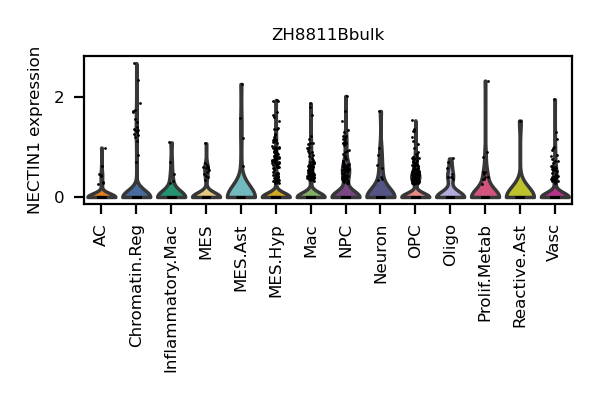 ZH8811Bbulk
NECTIN1 expression
2
0
AC
Chromatin.Reg
Inflammatory.Mac
MES
MES.Ast
MES.Hyp
Mac
NPC
Neuron
OPC
Oligo
Prolif.Metab
Reactive.Ast
Vasc